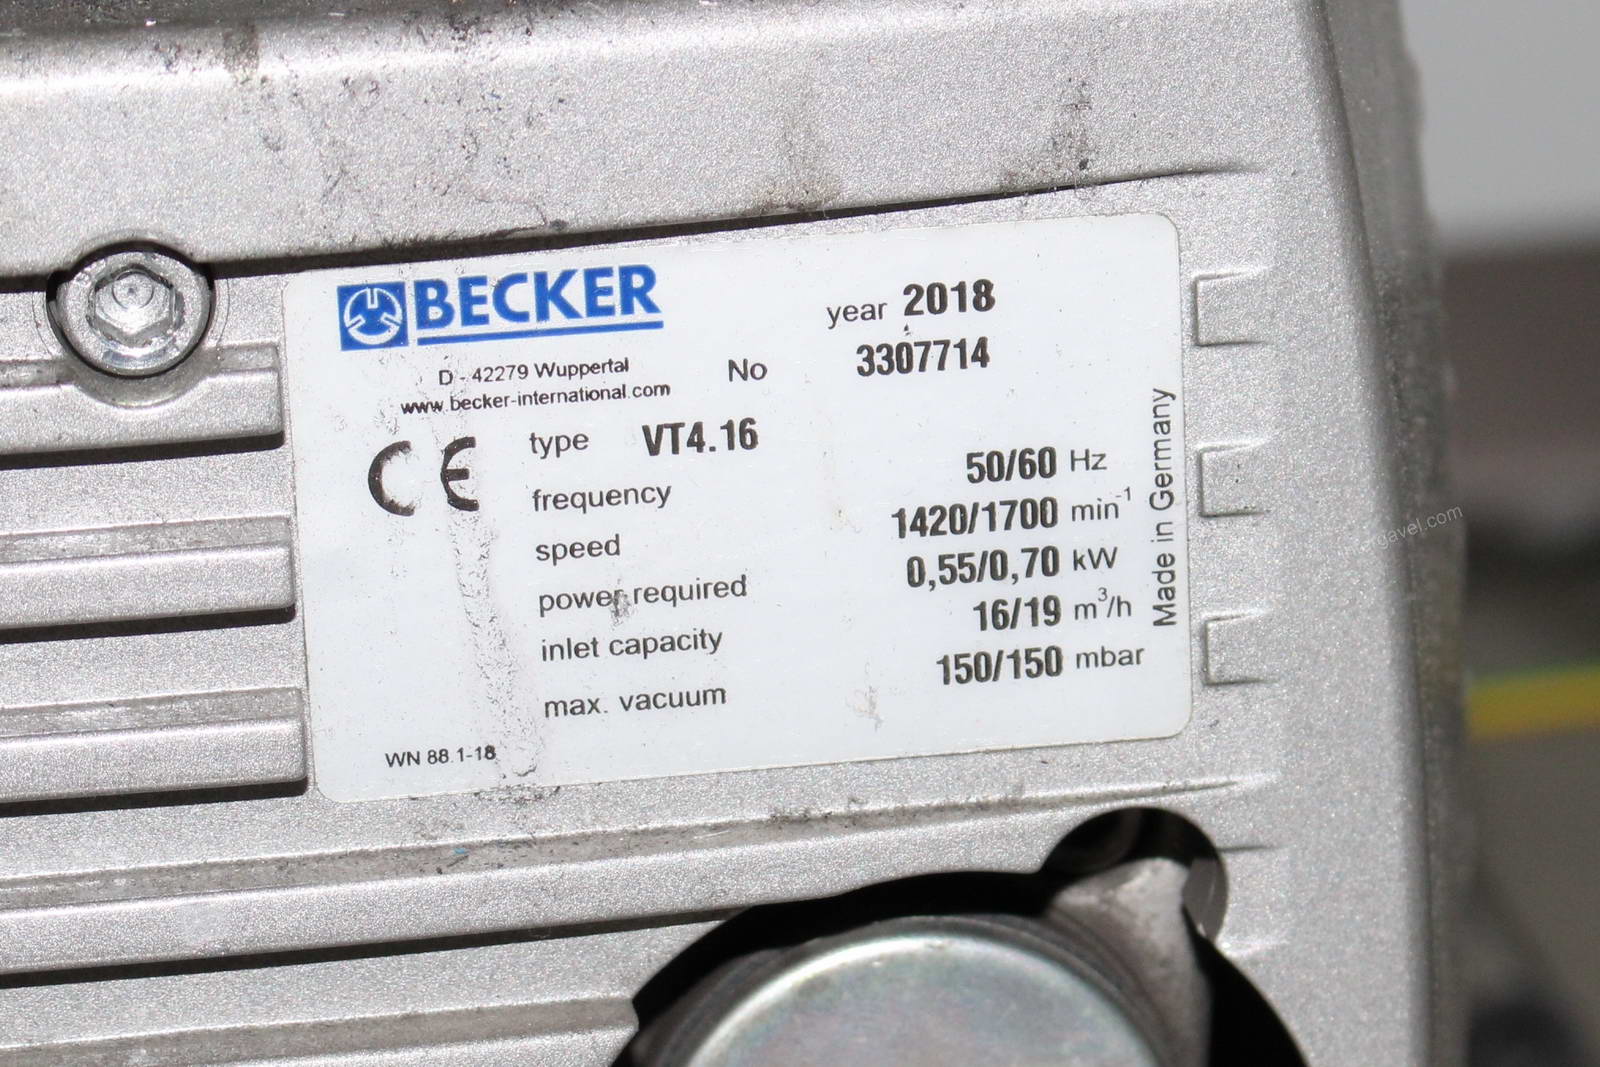 BECKER
year 2018
D - 42279 Wuppertal
No 3307714
www.becker-international.com
CE
type VT4.16
frequency 50/60 Hz
speed 1420/1700 min⁻¹
power required 0,55/0,70 kW
inlet capacity 16/19 m³/h
max. vacuum 150/150 mbar
WN 88.1-18
Made in Germany